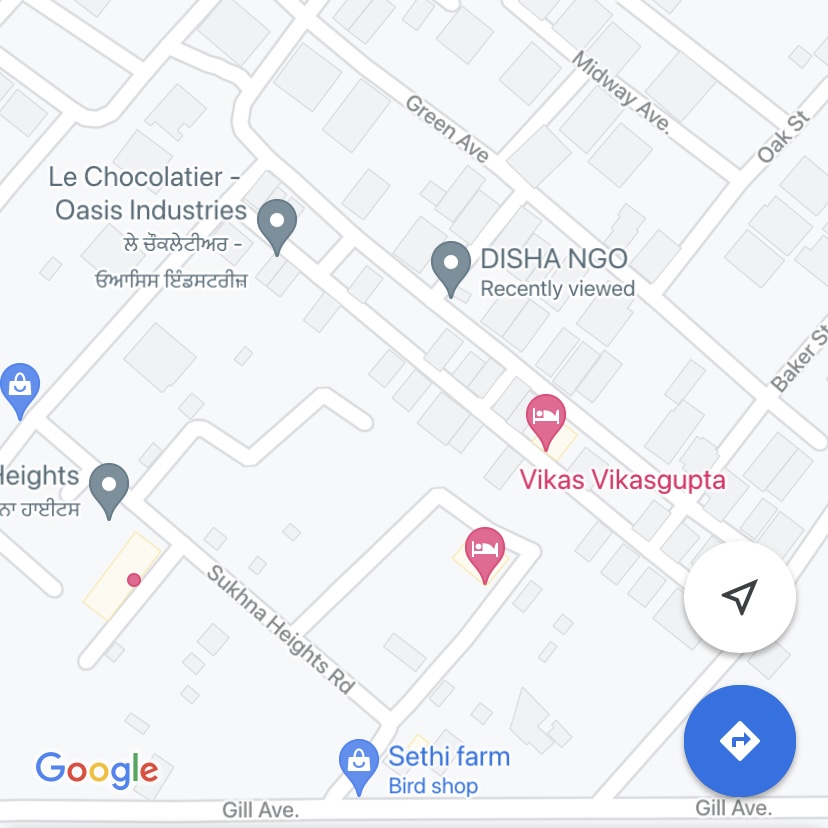 Midway Ave.
Green Ave
Oak St
Le Chocolatier -
Oasis Industries
ਲੇ ਚੌਕਲੇਟੀਅਰ -
ਓਆਸਿਸ ਇੰਡਸਟਰੀਜ਼
DISHA NGO
Recently viewed
Baker St
Vikas Vikasgupta
Heights
ਨਾ ਹਾਈਟਸ
Sukhna Heights Rd
Google
Sethi farm
Bird shop
Gill Ave.
Gill Ave.